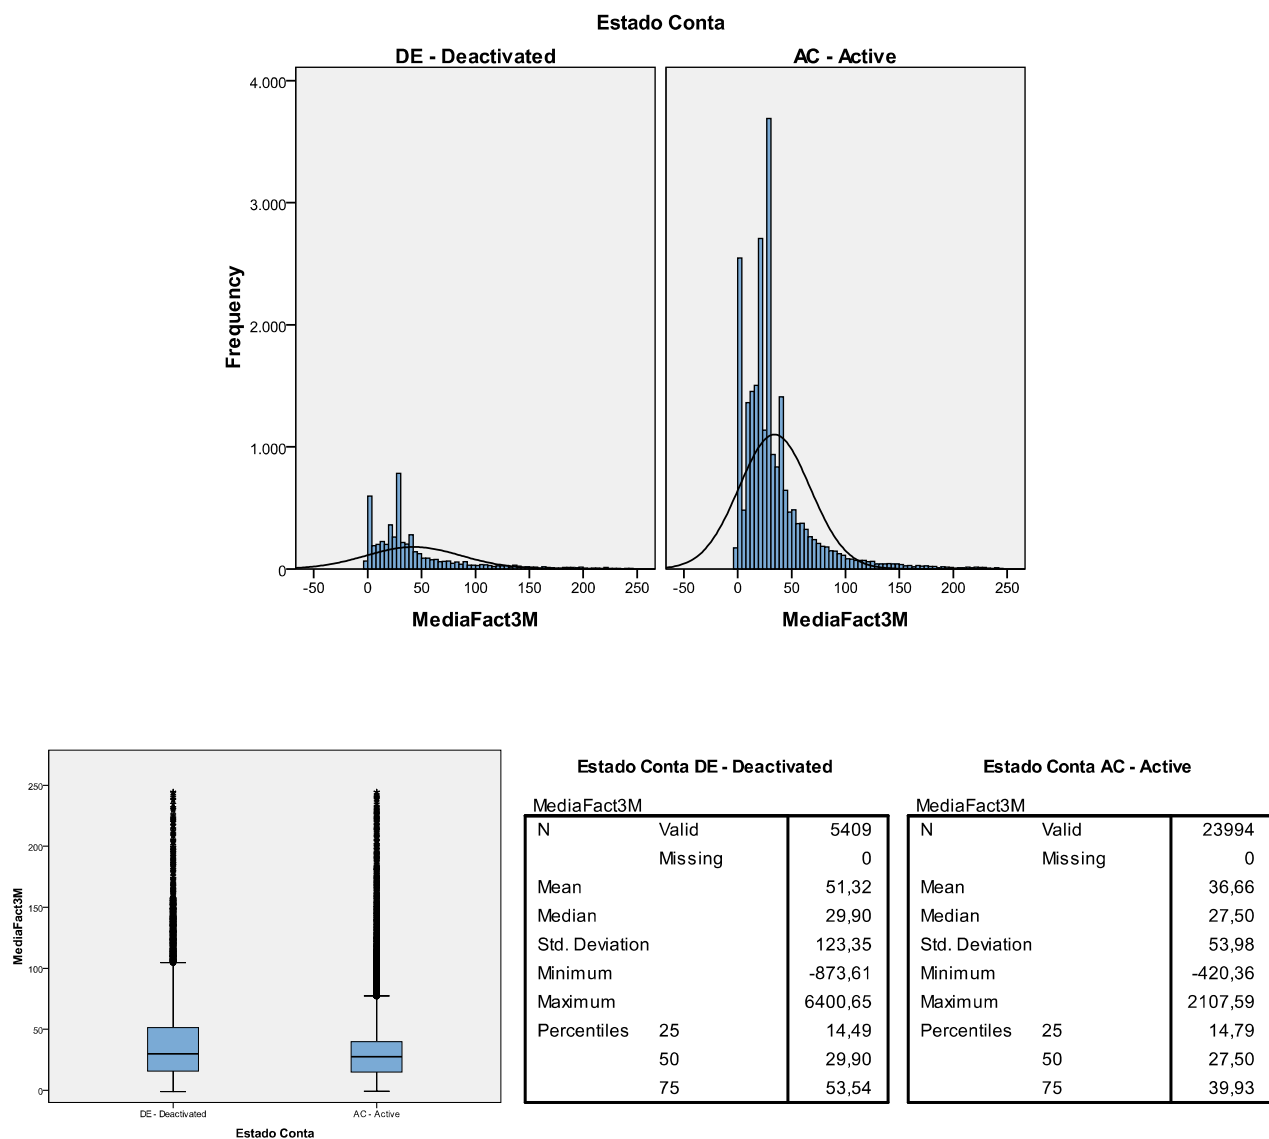 Estado Conta
DE - Deactivated AC - Active
4.000
3.000
2.000
1.000
0
Frequency
-50 0 50 100 150 200 250 -50 0 50 100 150 200 250
MediaFact3M MediaFact3M
250
200
150
100
50
0
MediaFact3M
DE - Deactivated AC - Active
Estado Conta
Estado Conta DE - Deactivated
MediaFact3M
N Valid 5409
Missing 0
Mean 51,32
Median 29,90
Std. Deviation 123,35
Minimum -873,61
Maximum 6400,65
Percentiles 25 14,49
50 29,90
75 53,54
Estado Conta AC - Active
MediaFact3M
N Valid 23994
Missing 0
Mean 36,66
Median 27,50
Std. Deviation 53,98
Minimum -420,36
Maximum 2107,59
Percentiles 25 14,79
50 27,50
75 39,93